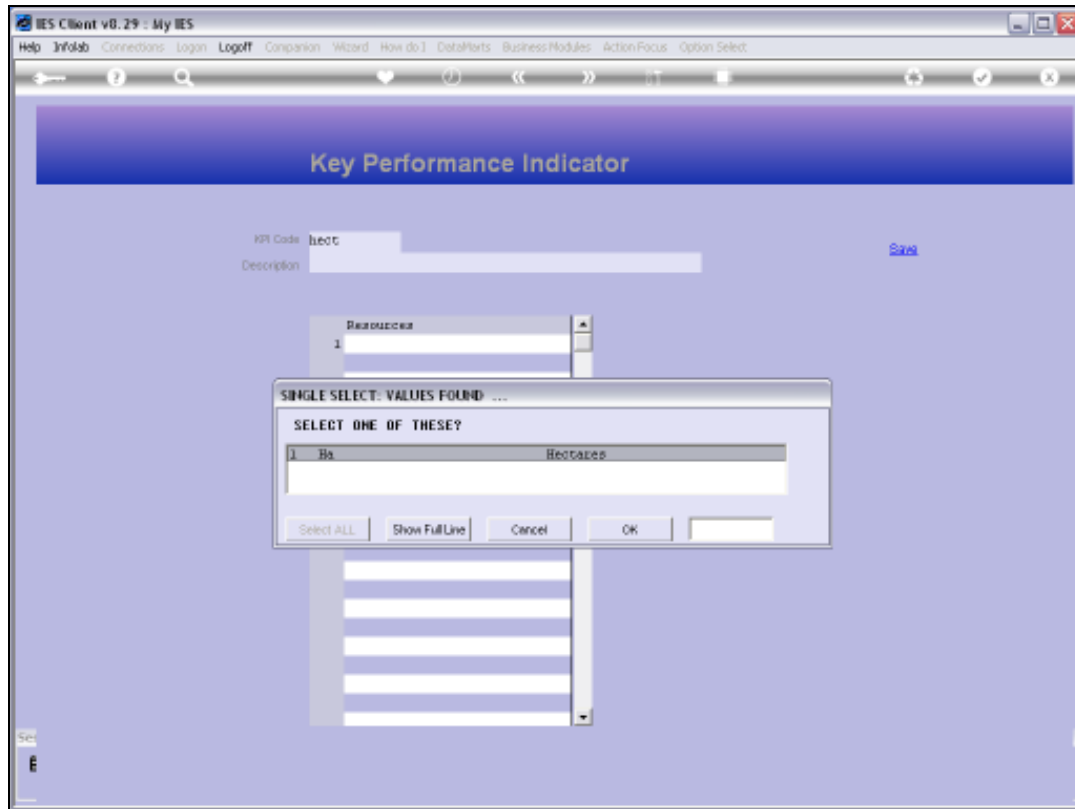 IES Client v8.29 : My IES
Help Infolab Connections Logon Logoff Companion Wizard How do I DataMarts Business Modules Action Focus Option Select
Key Performance Indicator
KPI Code hect
Save
Description
Resources
1
SINGLE SELECT: VALUES FOUND ...
SELECT ONE OF THESE?
1 Ha Hectares
Select ALL Show Full Line Cancel OK